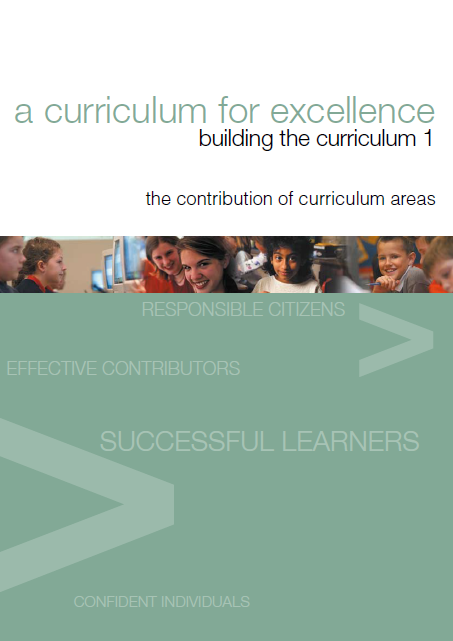 a curriculum for excellence
building the curriculum 1
the contribution of curriculum areas
RESPONSIBLE CITIZENS
EFFECTIVE CONTRIBUTORS
SUCCESSFUL LEARNERS
CONFIDENT INDIVIDUALS